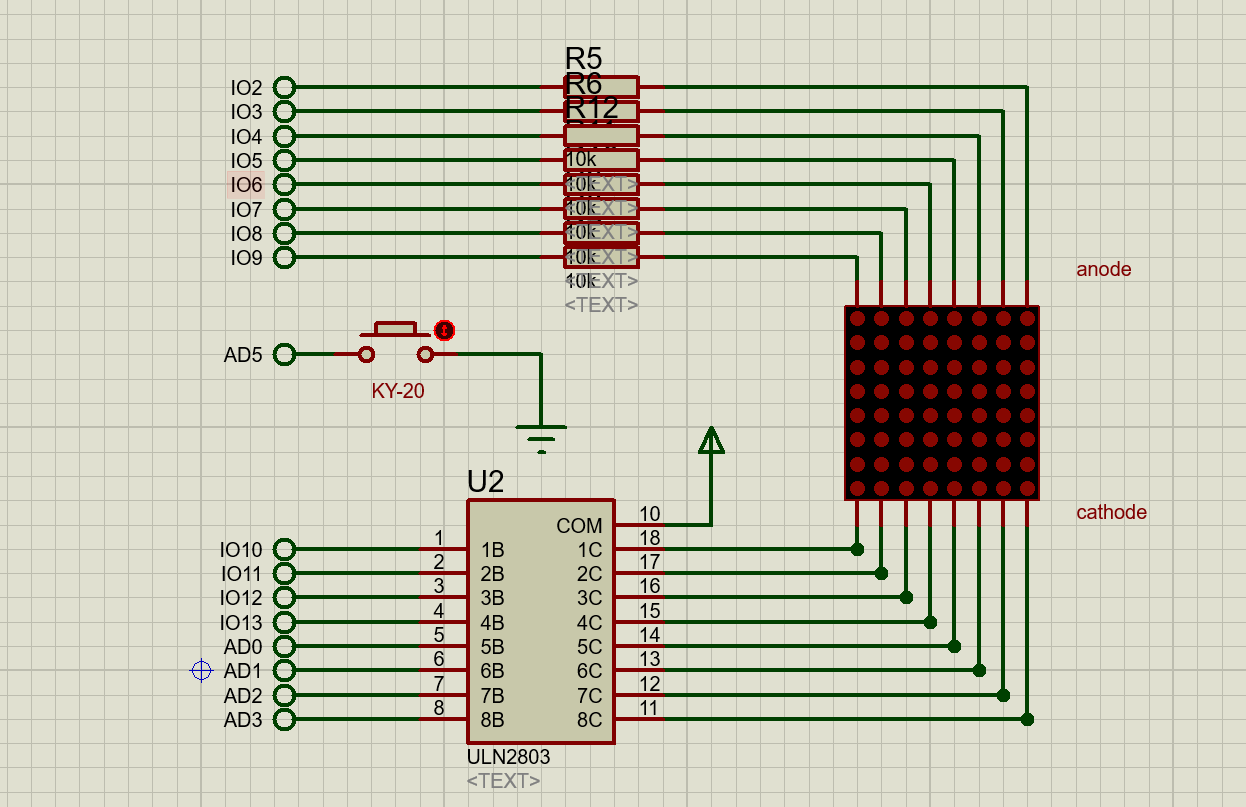 R5
IO2
R6
IO3
R12
IO4
IO5
10k
IO6
10k
<TEXT>
IO7
10k
<TEXT>
IO8
10k
<TEXT>
IO9
10k
<TEXT>
anode
10k
<TEXT>
<TEXT>
AD5
KY-20
U2
cathode
COM 10
IO10 1 1B 1C 18
IO11 2 2B 2C 17
IO12 3 3B 3C 16
IO13 4 4B 4C 15
AD0 5 5B 5C 14
AD1 6 6B 6C 13
AD2 7 7B 7C 12
AD3 8 8B 8C 11
ULN2803
<TEXT>